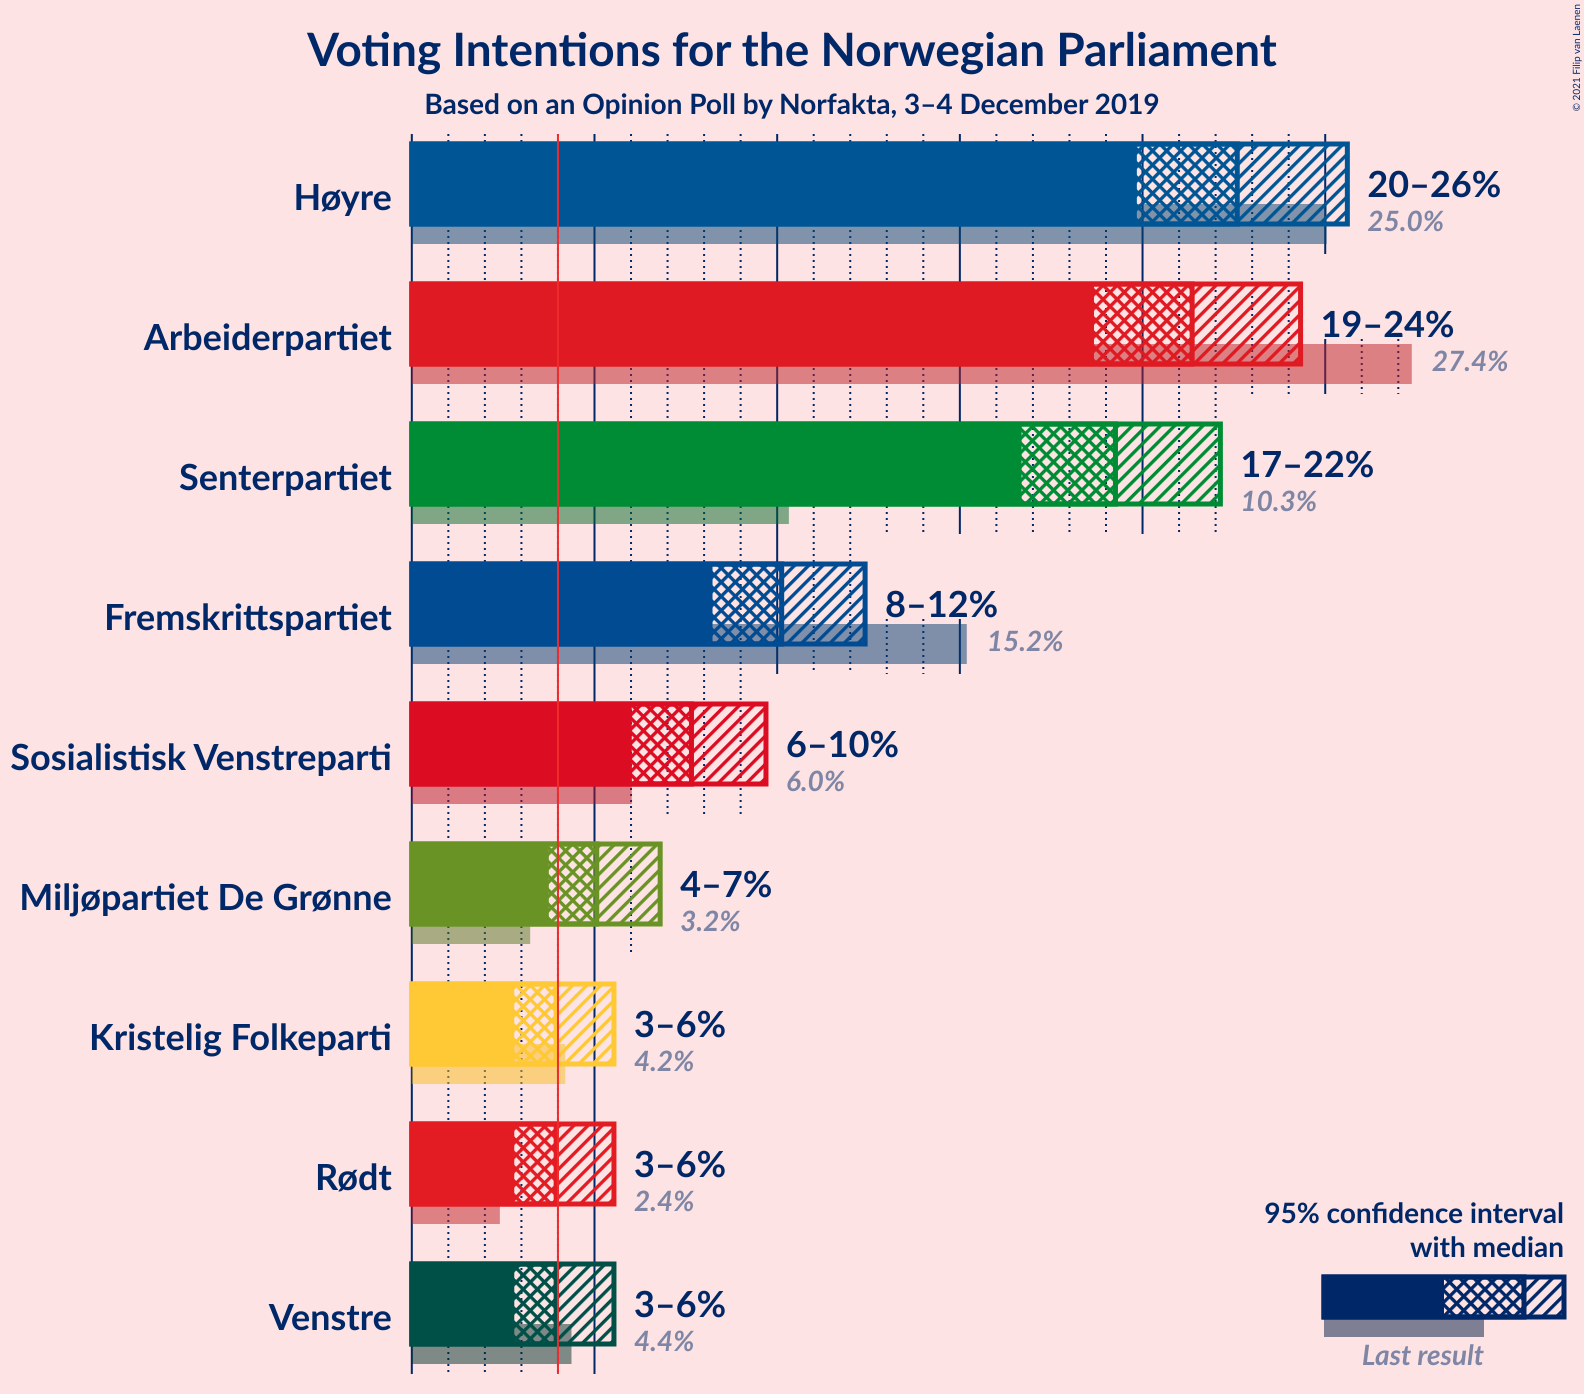 Voting Intentions for the Norwegian Parliament
Based on an Opinion Poll by Norfakta, 3–4 December 2019
© 2021 Filip van Laenen
Høyre
20–26%
25.0%
Arbeiderpartiet
19–24%
27.4%
Senterpartiet
17–22%
10.3%
Fremskrittspartiet
8–12%
15.2%
Sosialistisk Venstreparti
6–10%
6.0%
Miljøpartiet De Grønne
4–7%
3.2%
Kristelig Folkeparti
3–6%
4.2%
Rødt
3–6%
2.4%
Venstre
3–6%
4.4%
95% confidence interval
with median
Last result